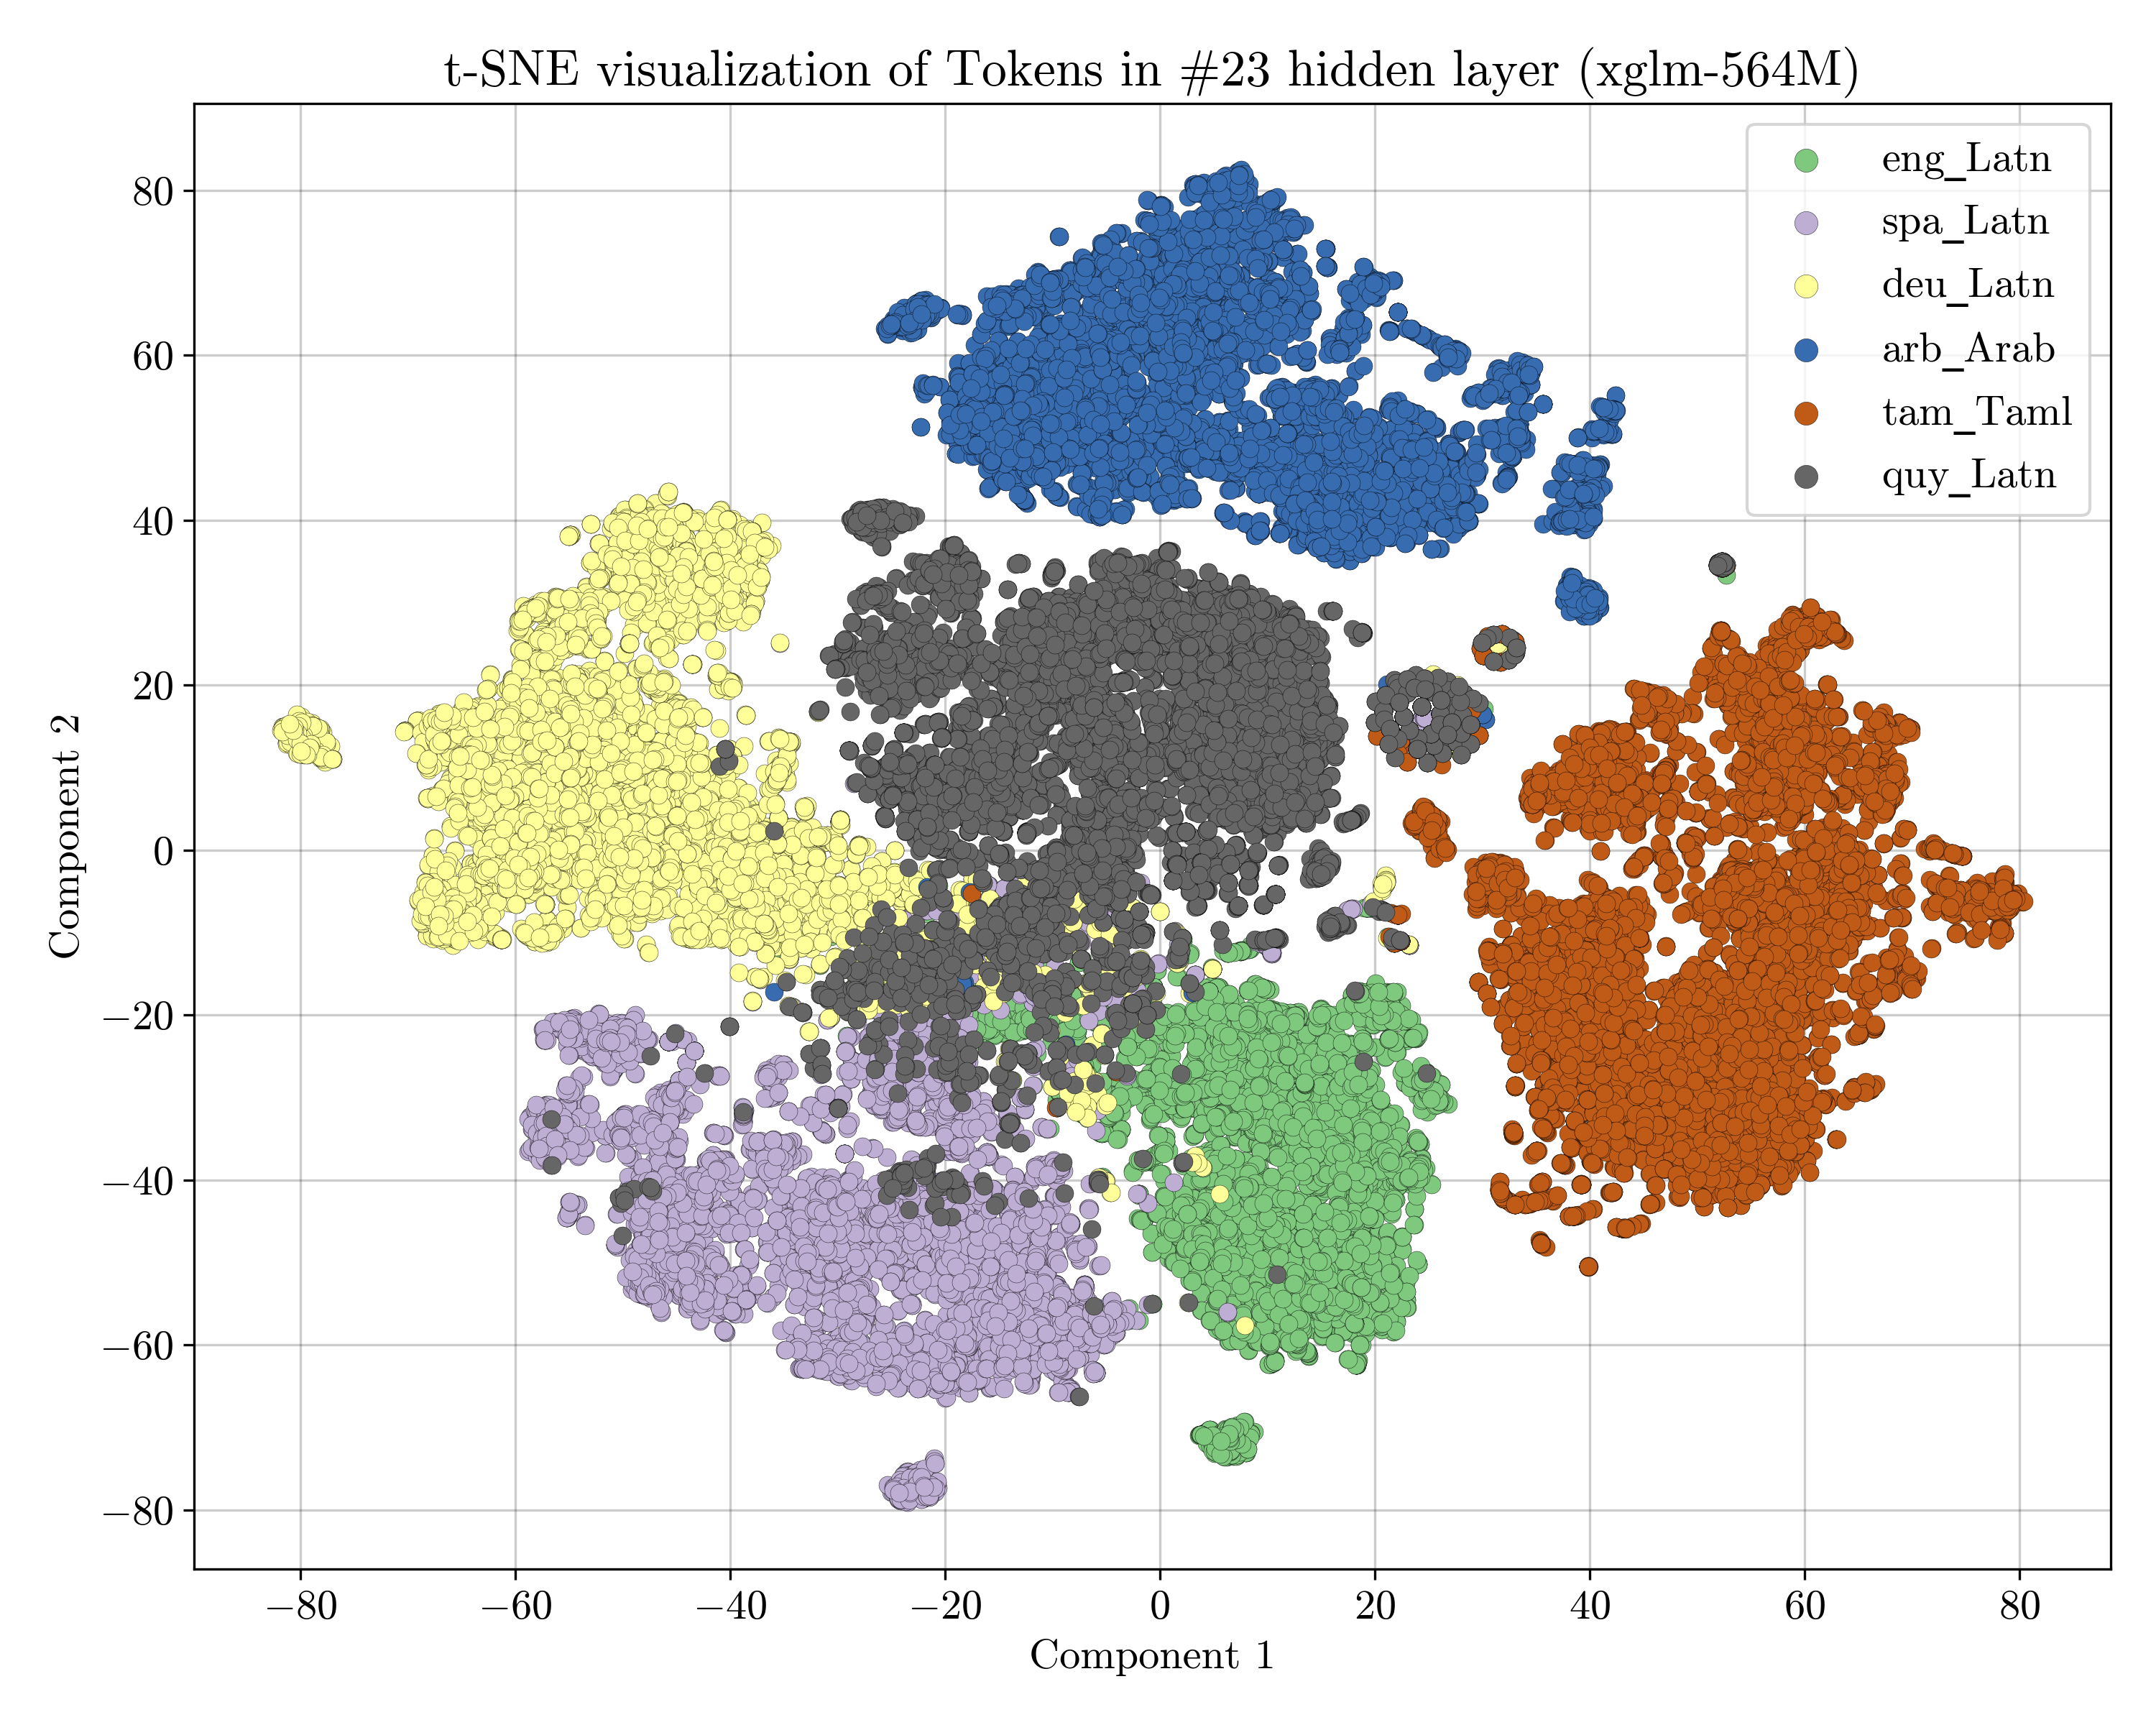 t-SNE visualization of Tokens in #23 hidden layer (xglm-564M)
eng_Latn
spa_Latn
deu_Latn
arb_Arab
tam_Taml
quy_Latn
Component 2
80
60
40
20
0
−20
−40
−60
−80
−80 −60 −40 −20 0 20 40 60 80
Component 1